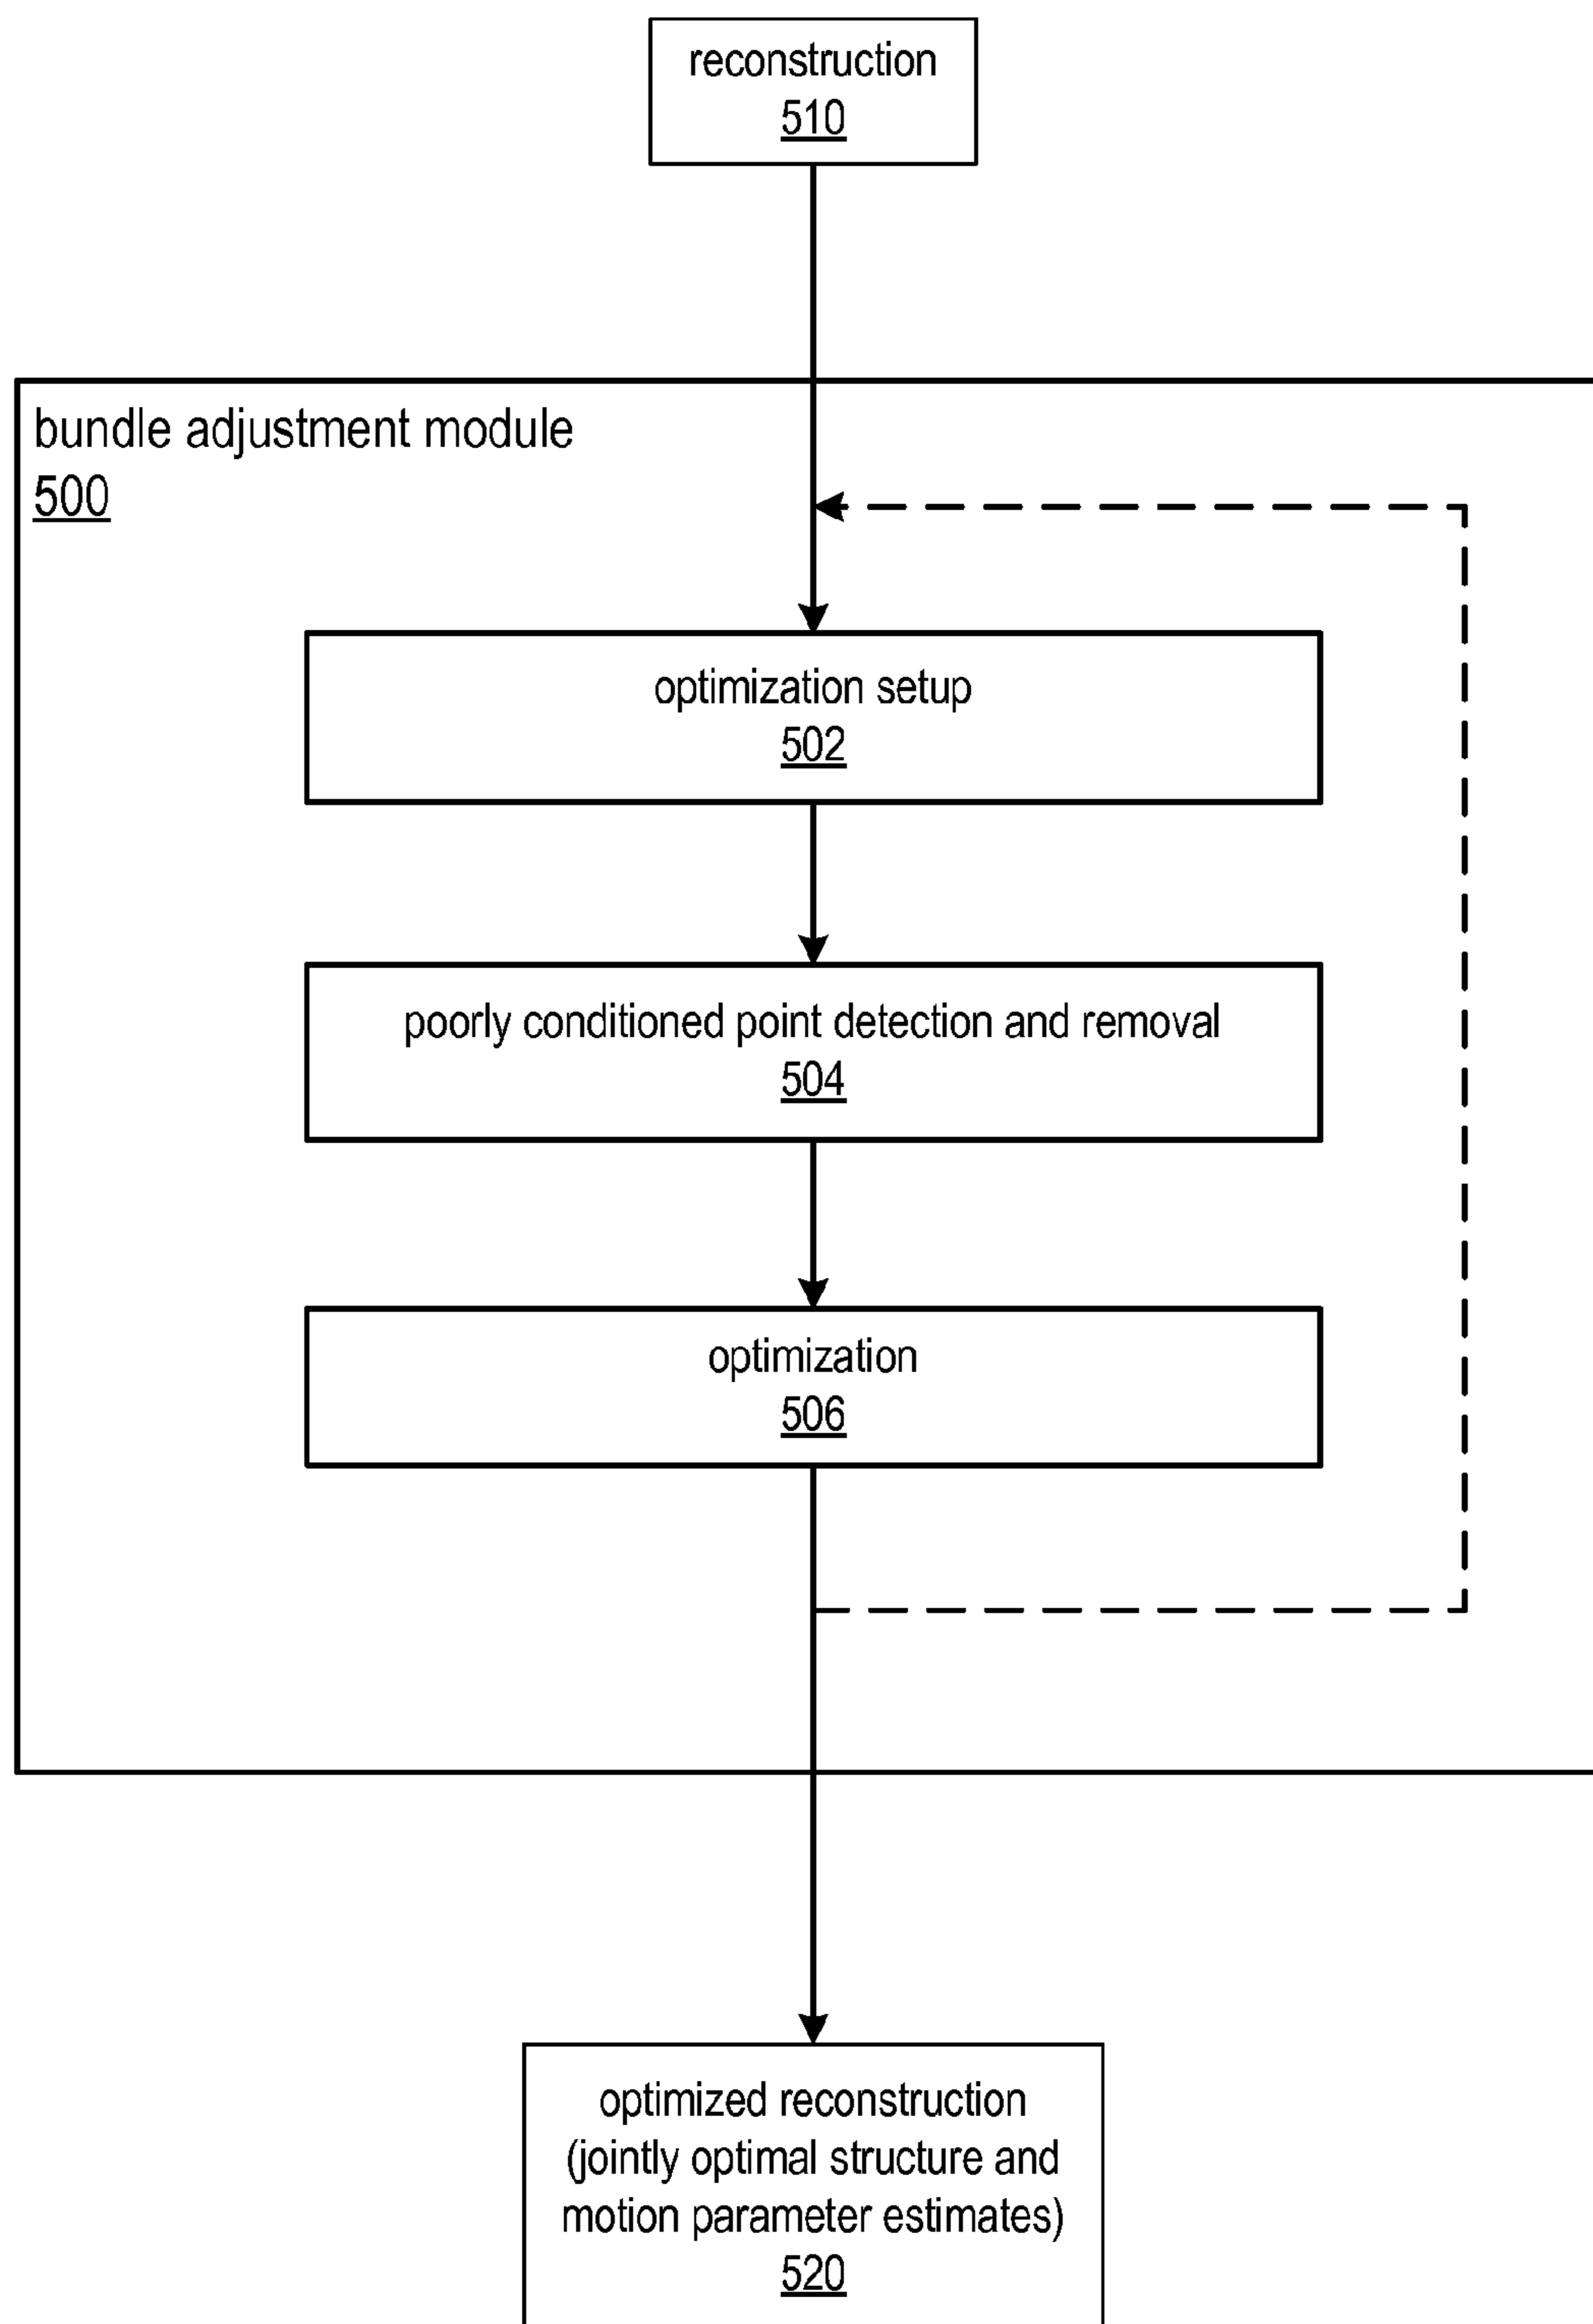 reconstruction
510
bundle adjustment module
500
optimization setup
502
poorly conditioned point detection and removal
504
optimization
506
optimized reconstruction
(jointly optimal structure and
motion parameter estimates)
520